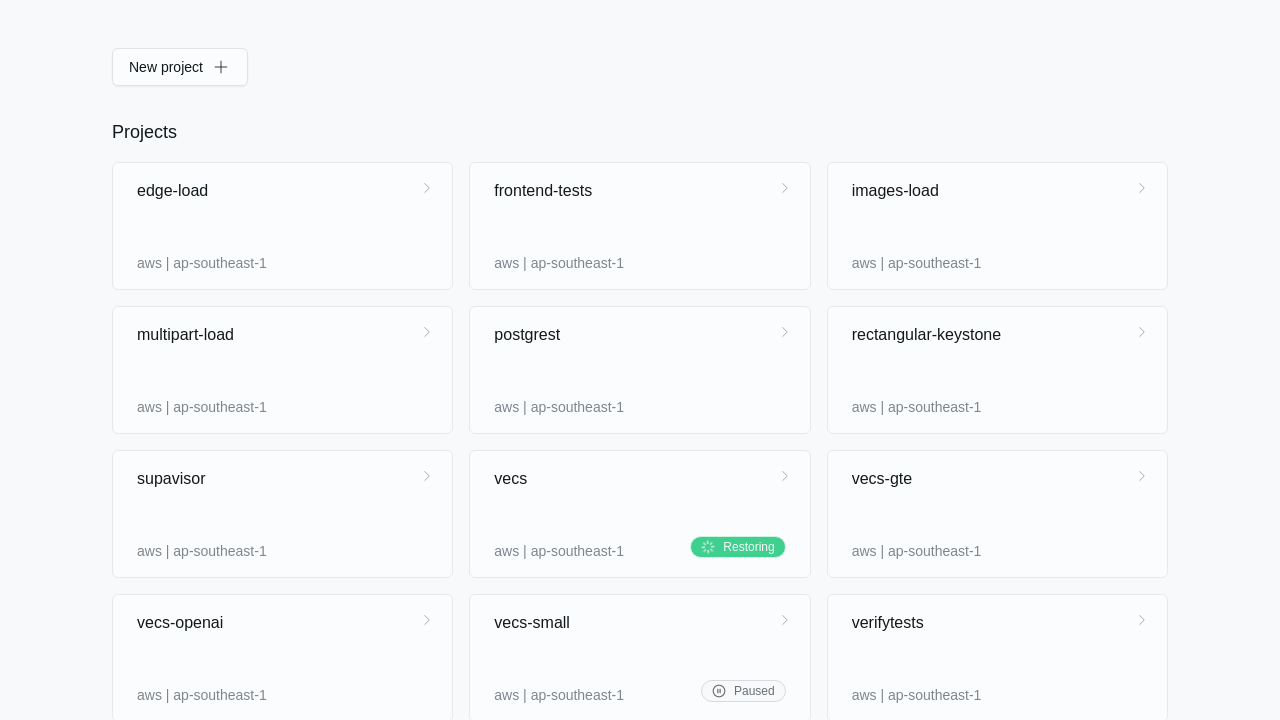 New project
Projects
edge-load
aws | ap-southeast-1
frontend-tests
aws | ap-southeast-1
images-load
aws | ap-southeast-1
multipart-load
aws | ap-southeast-1
postgrest
aws | ap-southeast-1
rectangular-keystone
aws | ap-southeast-1
supavisor
aws | ap-southeast-1
vecs
aws | ap-southeast-1
Restoring
vecs-gte
aws | ap-southeast-1
vecs-openai
aws | ap-southeast-1
vecs-small
aws | ap-southeast-1
Paused
verifytests
aws | ap-southeast-1